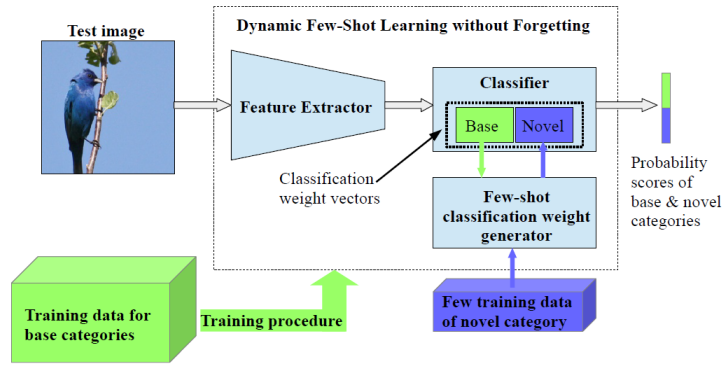 Dynamic Few-Shot Learning without Forgetting
Test image
Feature Extractor
Classifier
Base
Novel
Classification
weight vectors
Few-shot
classification weight
generator
Probability
scores of
base & novel
categories
Training data for
base categories
Training procedure
Few training data
of novel category